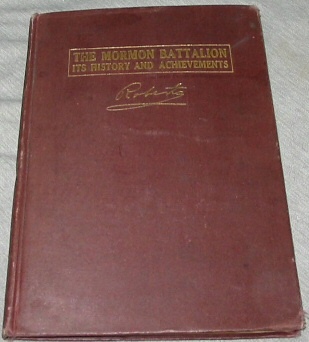 THE MORMON BATTALION
ITS HISTORY AND ACHIEVEMENTS
Roberts